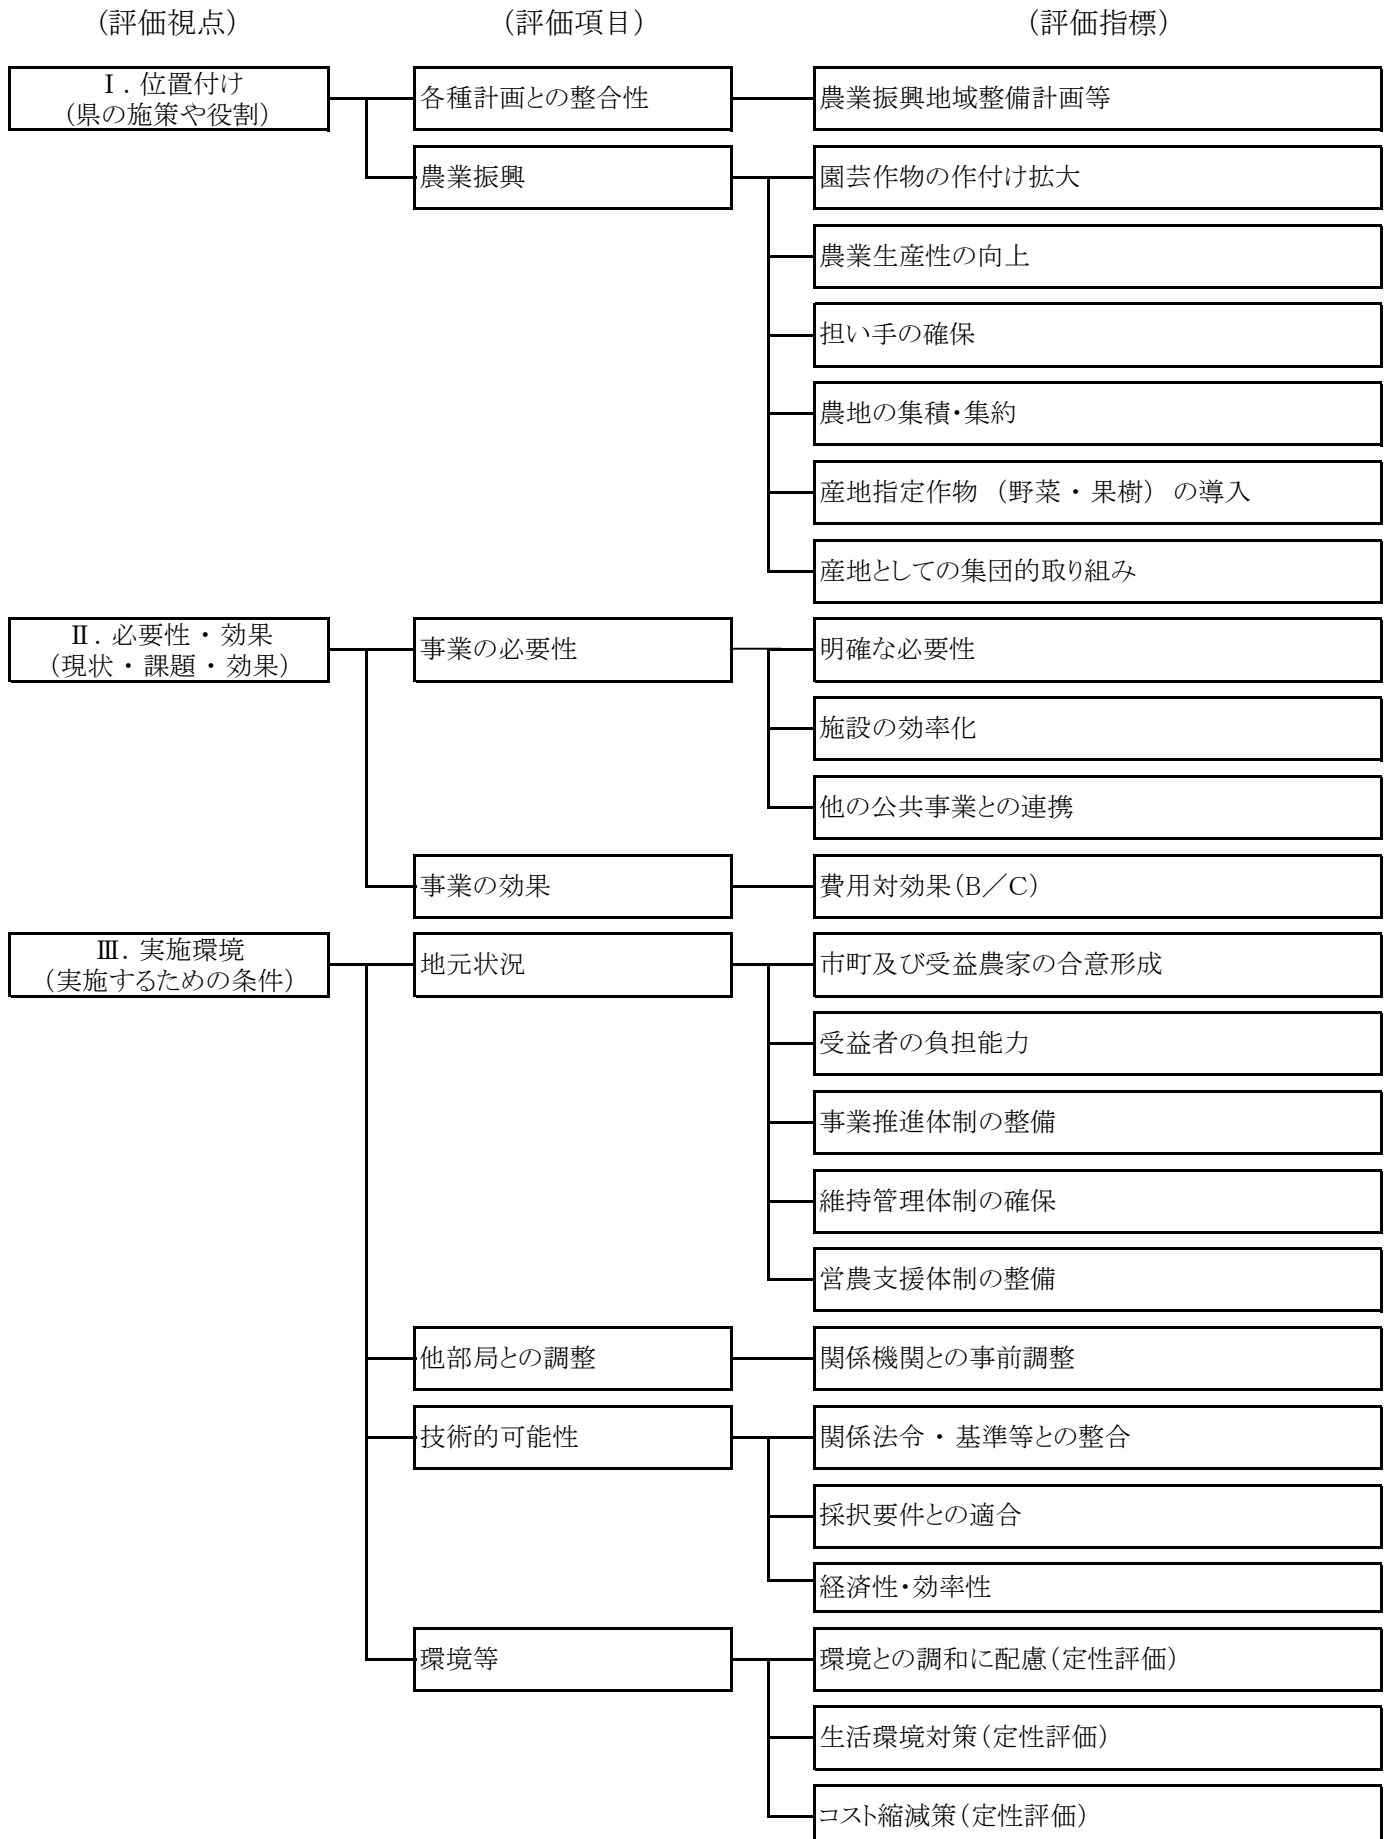 （評価視点）　（評価項目）　（評価指標）
Ⅰ．位置付け
（県の施策や役割）
各種計画との整合性
農業振興地域整備計画等
農業振興
園芸作物の作付け拡大
農業生産性の向上
担い手の確保
農地の集積・集約
産地指定作物（野菜・果樹）の導入
産地としての集団的取り組み
Ⅱ．必要性・効果
（現状・課題・効果）
事業の必要性
明確な必要性
施設の効率化
他の公共事業との連携
事業の効果
費用対効果（B／C）
Ⅲ．実施環境
（実施するための条件）
地元状況
市町及び受益農家の合意形成
受益者の負担能力
事業推進体制の整備
維持管理体制の確保
営農支援体制の整備
他部局との調整
関係機関との事前調整
技術的可能性
関係法令・基準等との整合
採択要件との適合
経済性・効率性
環境等
環境との調和に配慮（定性評価）
生活環境対策（定性評価）
コスト縮減策（定性評価）